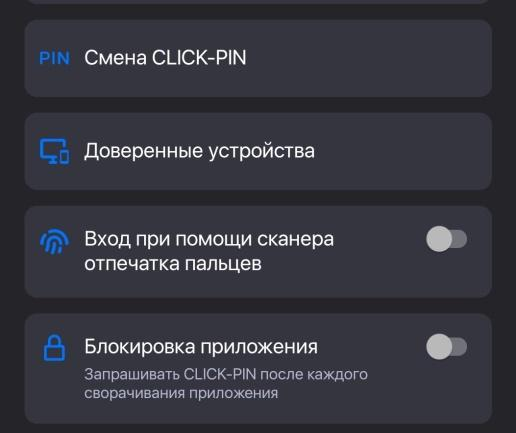 PIN Смена CLICK-PIN
Доверенные устройства
Вход при помощи сканера
отпечатка пальцев
Блокировка приложения
Запрашивать CLICK-PIN после каждого
сворачивания приложения